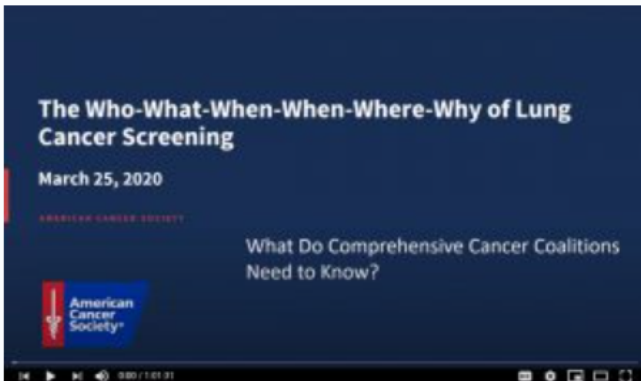 The Who-What-When-When-Where-Why of Lung
Cancer Screening
March 25, 2020
AMERICAN CANCER SOCIETY
What Do Comprehensive Cancer Coalitions
Need to Know?
American
Cancer
Society®
0:00 / 1:01:31